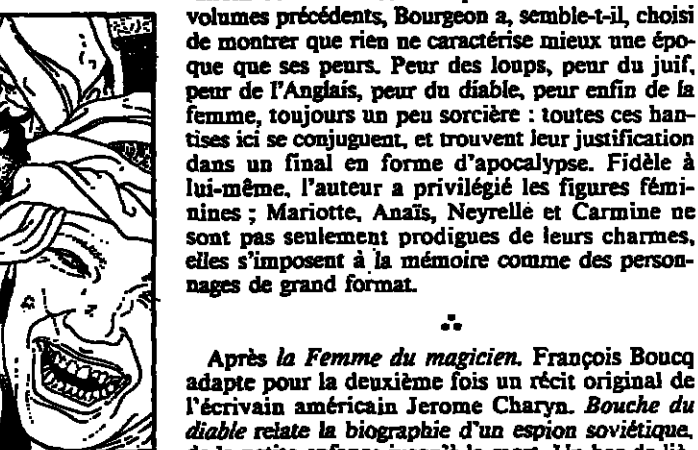 volumes précédents, Bourgeon a, semble-t-il, choisi
de montrer que rien ne caractérise mieux une épo-
que que ses peurs. Peur des loups, peur du juif,
peur de l'Anglais, peur du diable, peur enfin de la
femme, toujours un peu sorcière : toutes ces han-
tises ici se conjuguent, et trouvent leur justification
dans un final en forme d'apocalypse. Fidèle à
lui-même, l'auteur a privilégié les figures fémi-
nines ; Mariotte, Anaïs, Neyrelle et Carmine ne
sont pas seulement prodigues de leurs charmes,
elles s'imposent à la mémoire comme des person-
nages de grand format.
Après la Femme du magicien, François Boucq
adapte pour la deuxième fois un récit original de
l'écrivain américain Jerome Charyn. Bouche du
diable relate la biographie d'un espion soviétique,